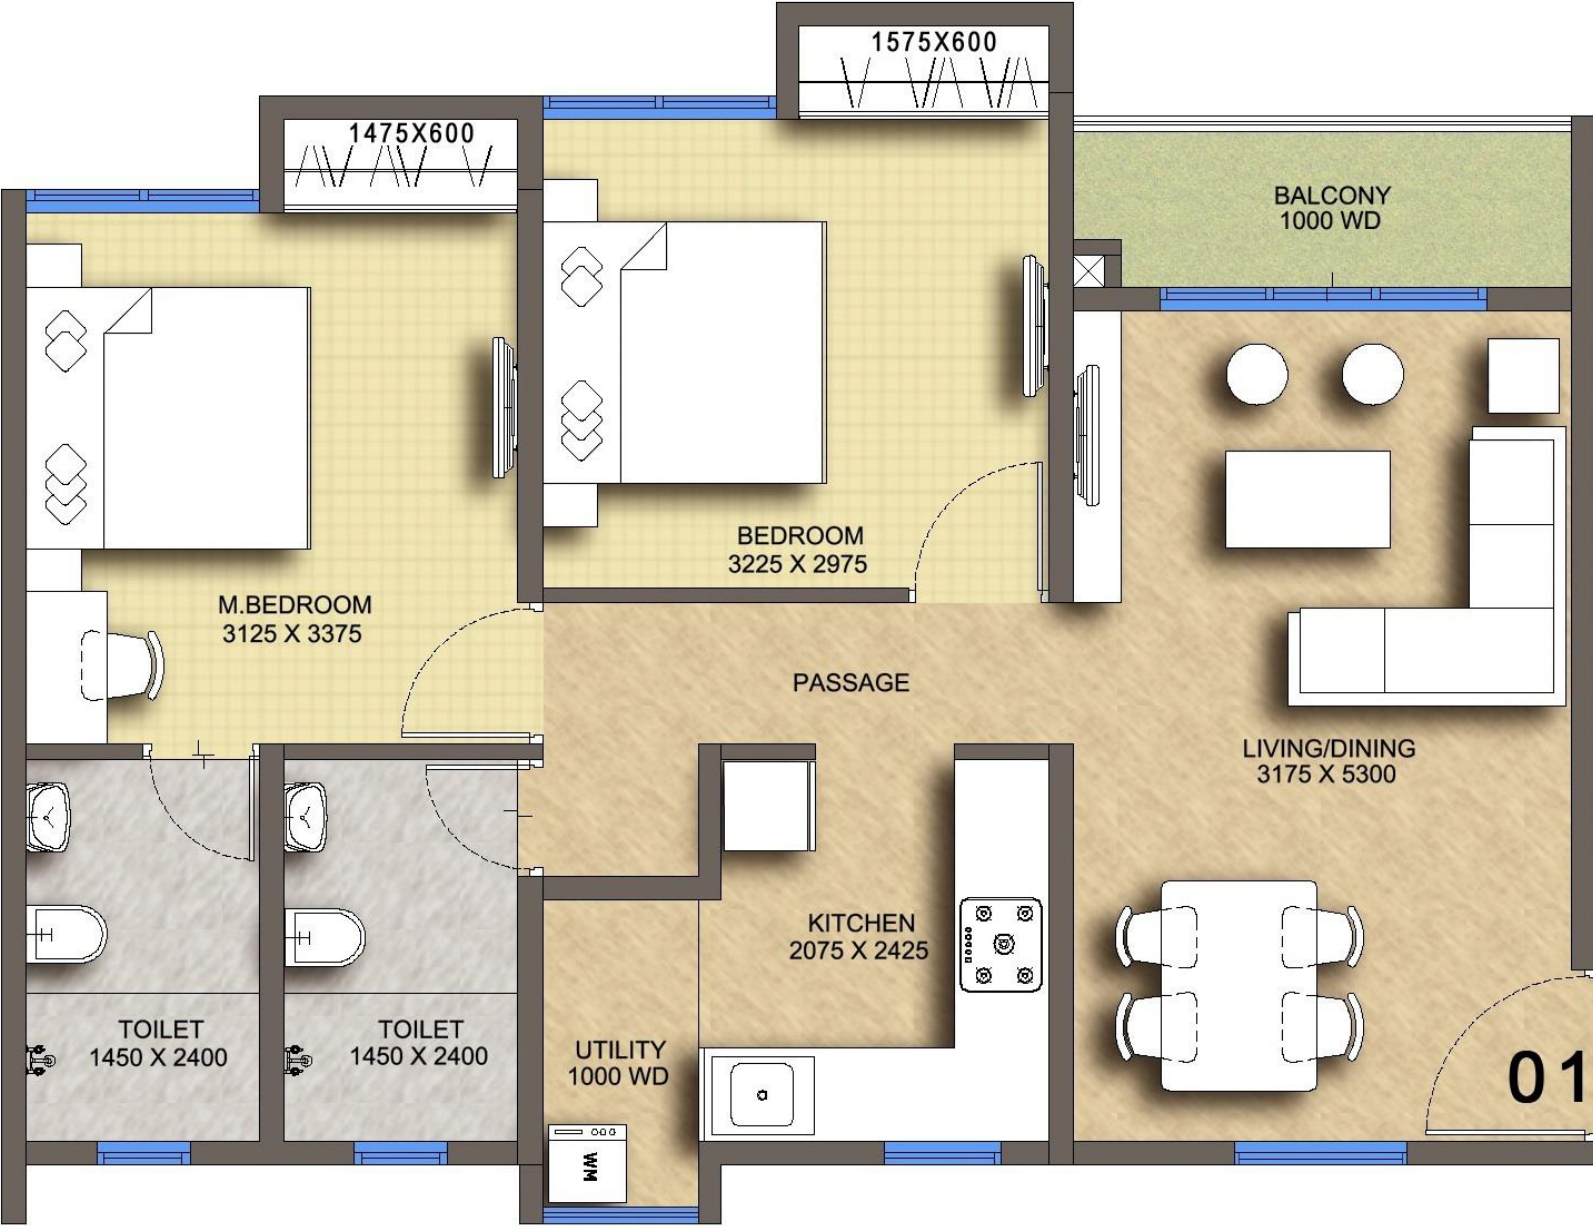 1575X600
1475X600
BALCONY
1000 WD
BEDROOM
3225 X 2975
M.BEDROOM
3125 X 3375
PASSAGE
LIVING/DINING
3175 X 5300
KITCHEN
2075 X 2425
TOILET
1450 X 2400
TOILET
1450 X 2400
UTILITY
1000 WD
01
WM